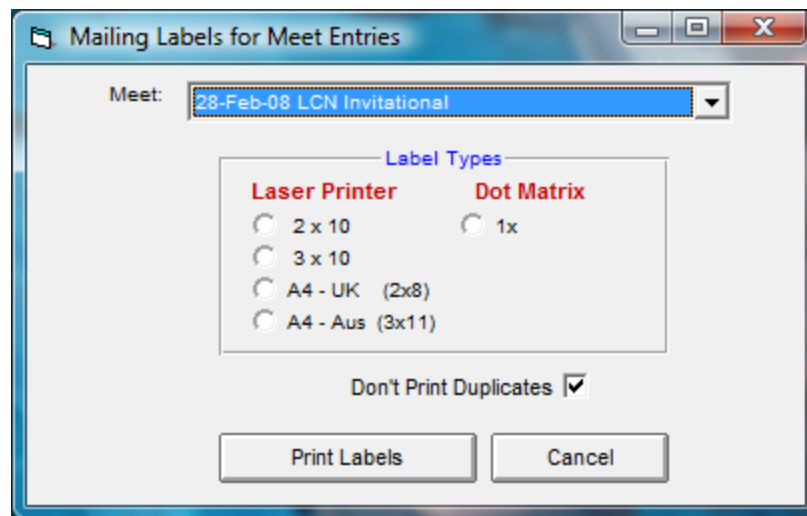 Mailing Labels for Meet Entries
Meet: 28-Feb-08 LCN Invitational
Label Types
Laser Printer Dot Matrix
2 x 10 1x
3 x 10
A4 - UK (2x8)
A4 - Aus (3x11)
Don't Print Duplicates
Print Labels Cancel